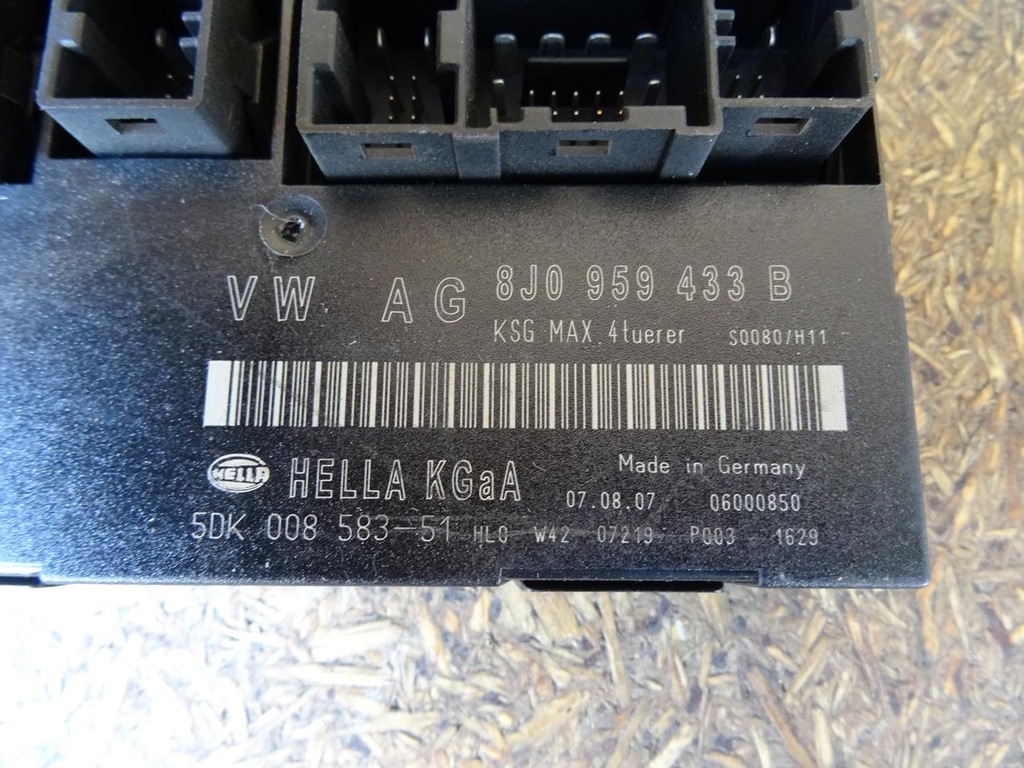 VW AG 8J0 959 433 B
KSG MAX. 4tuerer S0080/H11
HELLA HELLA KGaA Made in Germany
07.08.07 06000850
5DK 008 583-51 HL0 W42 07219 P003 1629